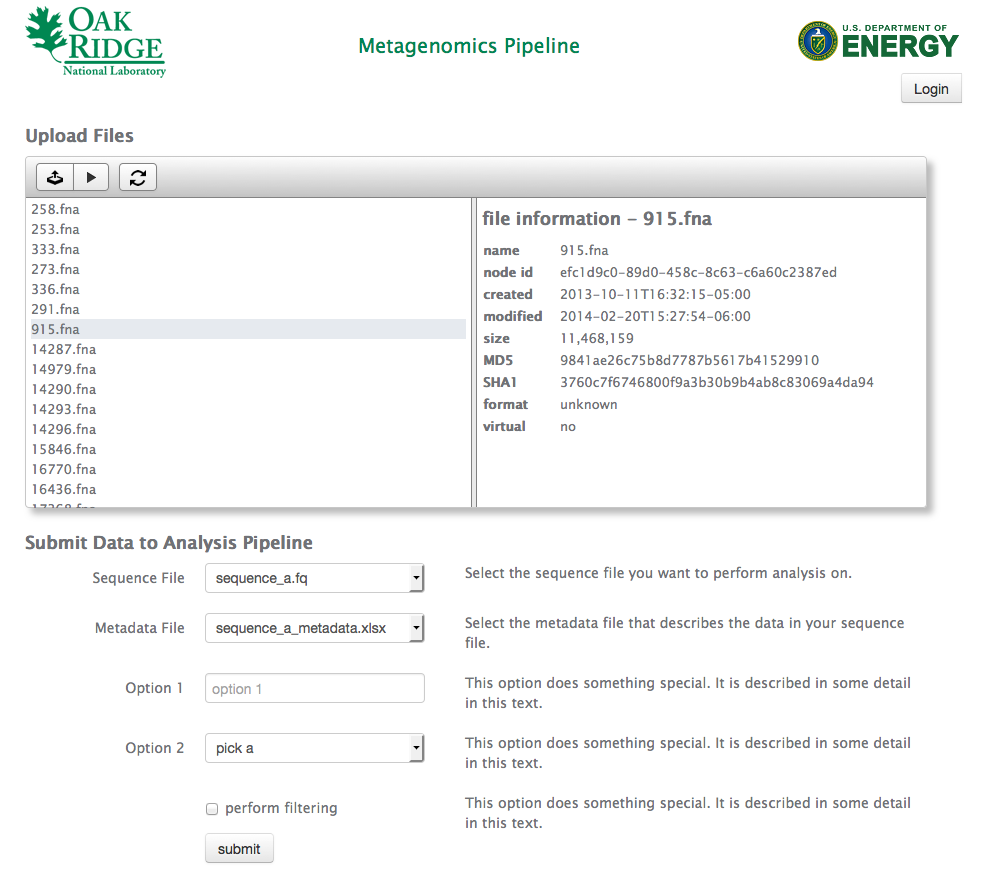 OAK
RIDGE
National Laboratory
Metagenomics Pipeline
U.S. DEPARTMENT OF
ENERGY
Login
Upload Files
258.fna
253.fna
333.fna
273.fna
336.fna
291.fna
915.fna
14287.fna
14979.fna
14290.fna
14293.fna
14296.fna
15846.fna
16770.fna
16436.fna
file information – 915.fna
name 915.fna
node id efc1d9c0-89d0-458c-8c63-c6a60c2387ed
created 2013-10-11T16:32:15-05:00
modified 2014-02-20T15:27:54-06:00
size 11,468,159
MD5 9841ae26c75b8d7787b5617b41529910
SHA1 3760c7f6746800f9a3b30b9b4ab8c83069a4da94
format unknown
virtual no
Submit Data to Analysis Pipeline
Sequence File sequence_a.fq Select the sequence file you want to perform analysis on.
Metadata File sequence_a_metadata.xlsx Select the metadata file that describes the data in your sequence
file.
Option 1 option 1 This option does something special. It is described in some detail
in this text.
Option 2 pick a This option does something special. It is described in some detail
in this text.
perform filtering This option does something special. It is described in some detail
in this text.
submit